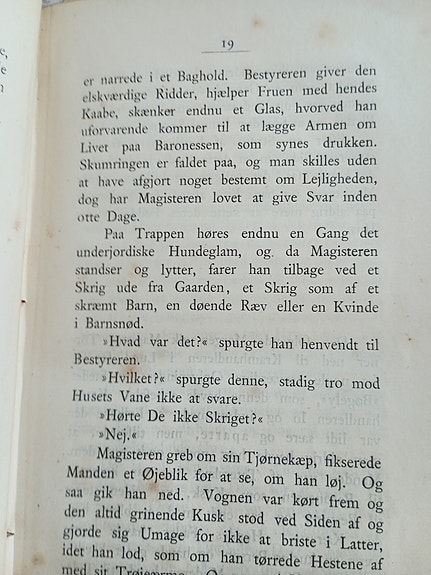 19
er narrede i et Baghold. Bestyreren giver den
elskværdige Ridder, hjælper Fruen med hendes
Kaabe, skænker endnu et Glas, hvorved han
uforvarende kommer til at lægge Armen om
Livet paa Baronessen, som synes drukken.
Skumringen er faldet paa, og man skilles uden
at have afgjort noget bestemt om Lejligheden,
dog har Magisteren lovet at give Svar inden
otte Dage.
Paa Trappen høres endnu en Gang det
underjordiske Hundeglam, og da Magisteren
standser og lytter, farer han tilbage ved et
Skrig ude fra Gaarden, et Skrig som af et
skræmt Barn, en døende Ræv eller en Kvinde
i Barnsnød.
»Hvad var det?« spurgte han henvendt til
Bestyreren.
»Hvilket?« spurgte denne, stadig tro mod
Husets Vane ikke at svare.
»Hørte De ikke Skriget?«
»Nej.«
Magisteren greb om sin Tjørnekæp, fikserede
Manden et Øjeblik for at se, om han løj. Og
saa gik han ned. Vognen var kørt frem og
den altid grinende Kusk stod ved Siden af og
gjorde sig Umage for ikke at briste i Latter,
idet han lod, som om han tørrede Hestene af
med sit Trøjeærme.